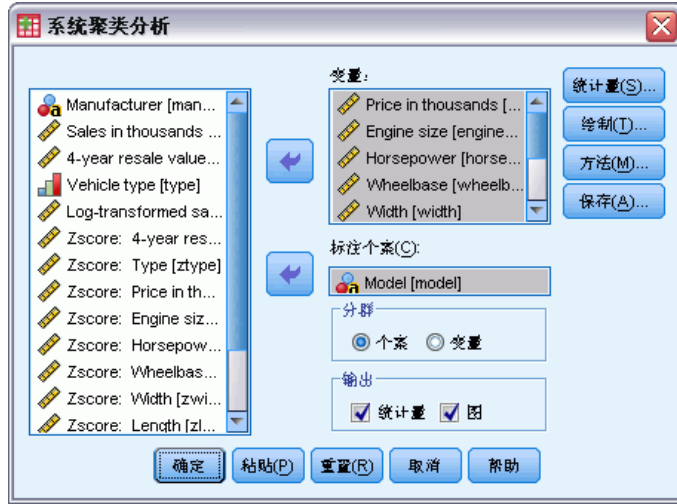 系统聚类分析
Manufacturer [man...
Sales in thousands ...
4-year resale value...
Vehicle type [type]
Log-transformed sa...
Zscore: 4-year res...
Zscore: Type [ztype]
Zscore: Price in th...
Zscore: Engine siz...
Zscore: Horsepow...
Zscore: Wheelbas...
Zscore: Width [zwi...
Zscore: Length [zl...
变量：
Price in thousands [...
Engine size [engine...
Horsepower [horse...
Wheelbase [wheelb...
Width [width]
标注个案(C):
Model [model]
分群
个案 变量
输出
统计量 图
统计量(S)...
绘制(T)...
方法(M)...
保存(A)...
确定 粘贴(P) 重置(R) 取消 帮助